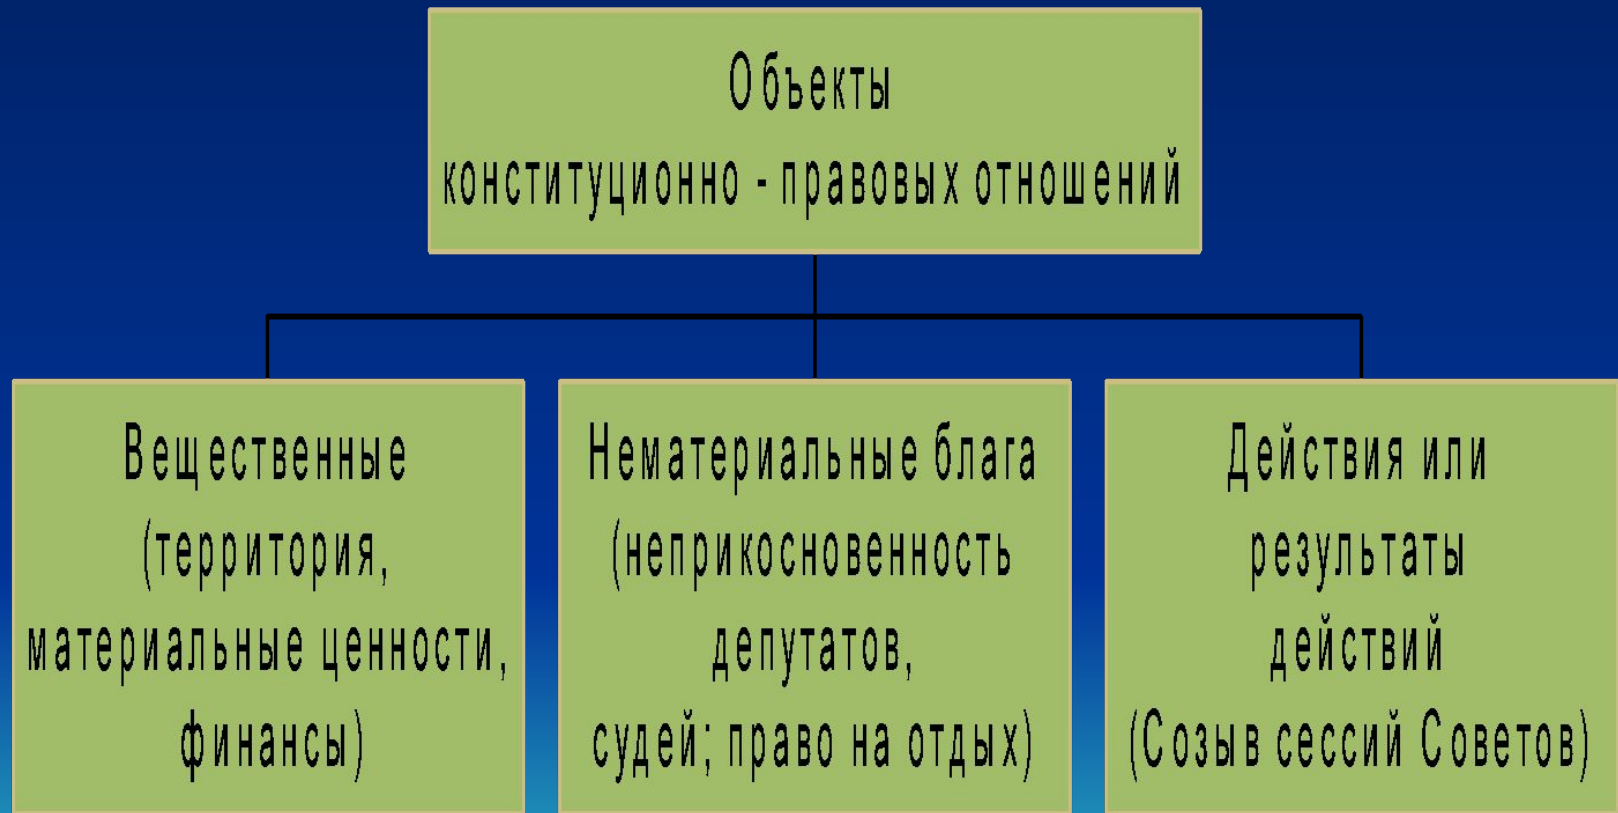 Объекты
конституционно - правовых отношений
Вещественные
(территория,
материальные ценности,
финансы)
Нематериальные блага
(неприкосновенность
депутатов,
судей; право на отдых)
Действия или
результаты
действий
(Созыв сессий Советов)